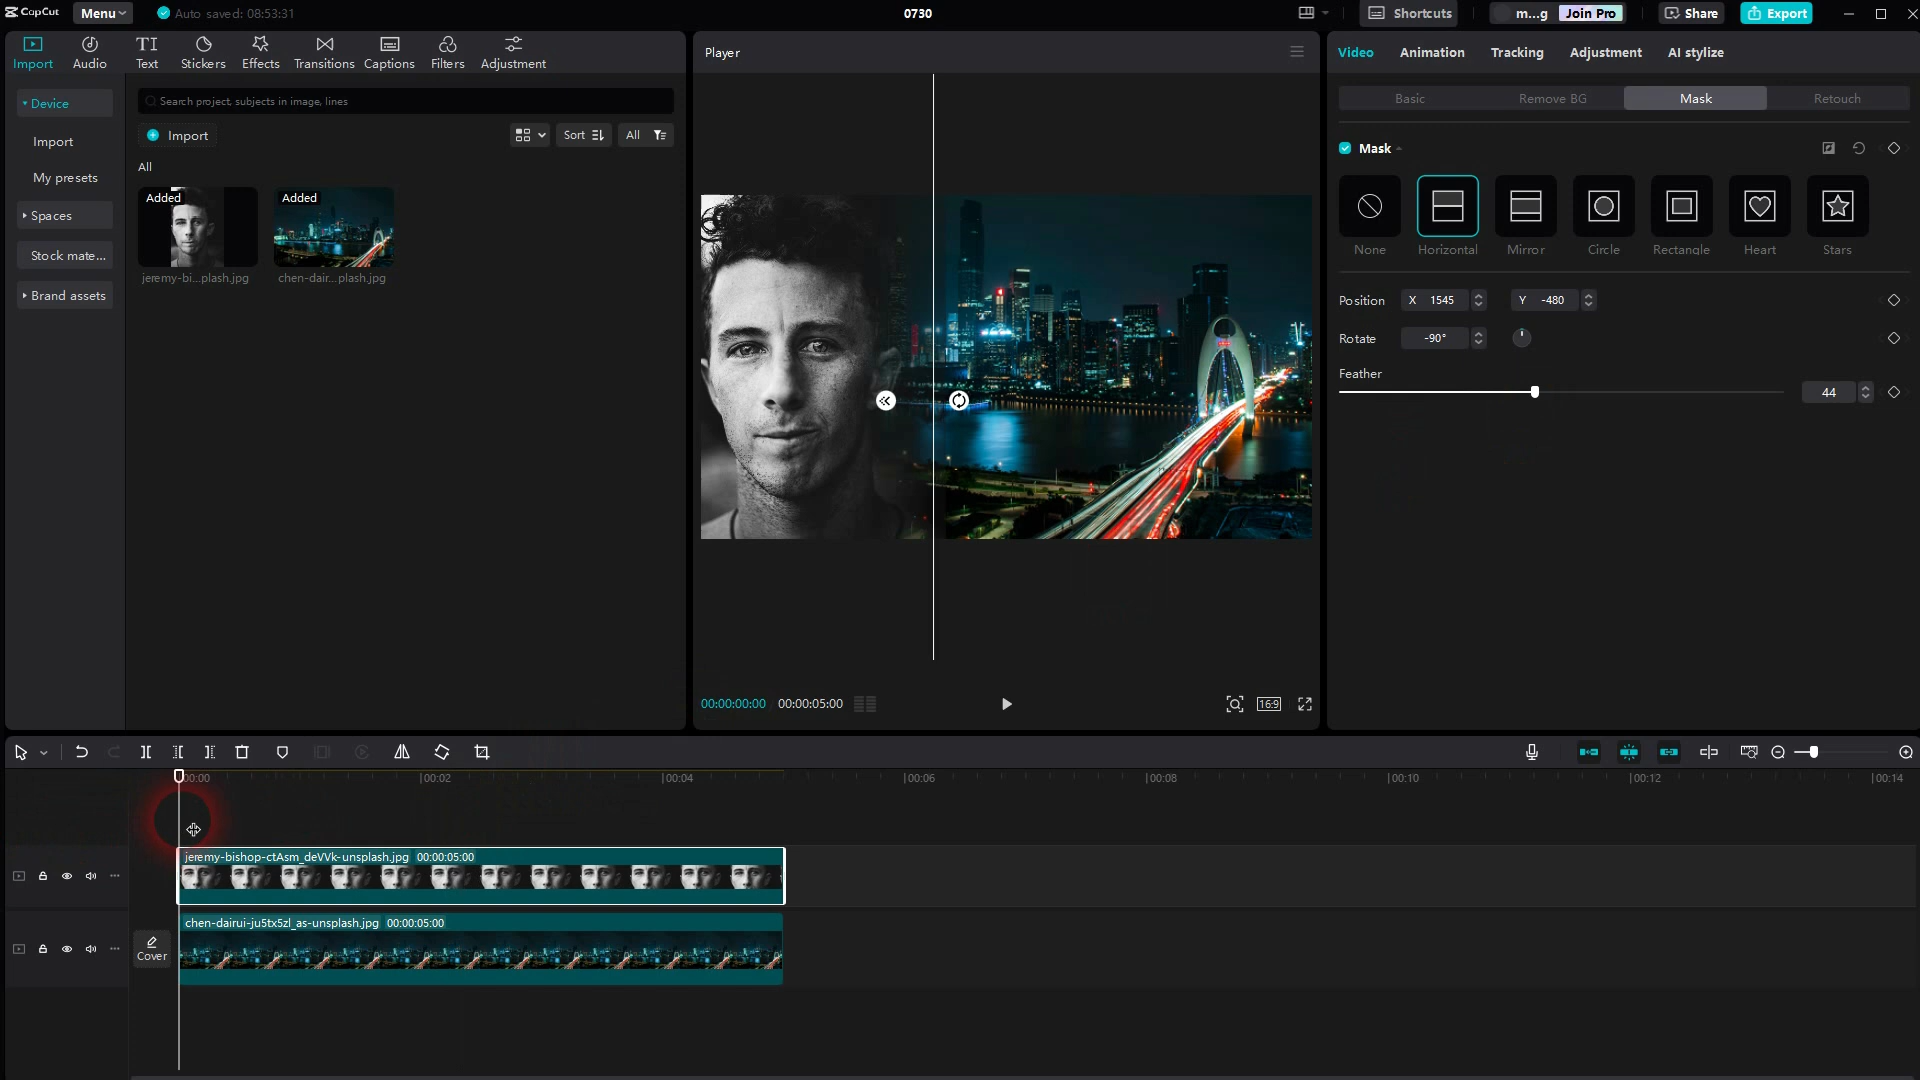 CapCut
Menu
Auto saved: 08:53:31
0730
Shortcuts
m...g
Join Pro
Share
Export
Import
Audio
Text
Stickers
Effects
Transitions
Captions
Filters
Adjustment
Device
Import
My presets
Spaces
Stock mate...
Brand assets
Search project, subjects in image, lines
Import
Sort
All
All
Added
Added
jeremy-bi...plash.jpg
chen-dair...plash.jpg
Player
00:00:00:00
00:00:05:00
16:9
Video
Animation
Tracking
Adjustment
AI stylize
Basic
Remove BG
Mask
Retouch
Mask
None
Horizontal
Mirror
Circle
Rectangle
Heart
Stars
Position
X 1545
Y -480
Rotate
-90°
Feather
44
00:00
00:02
00:04
00:06
00:08
00:10
00:12
00:14
jeremy-bishop-ctAsm_deVVk-unsplash.jpg 00:00:05:00
chen-dairui-ju5tx5zl_as-unsplash.jpg 00:00:05:00
Cover